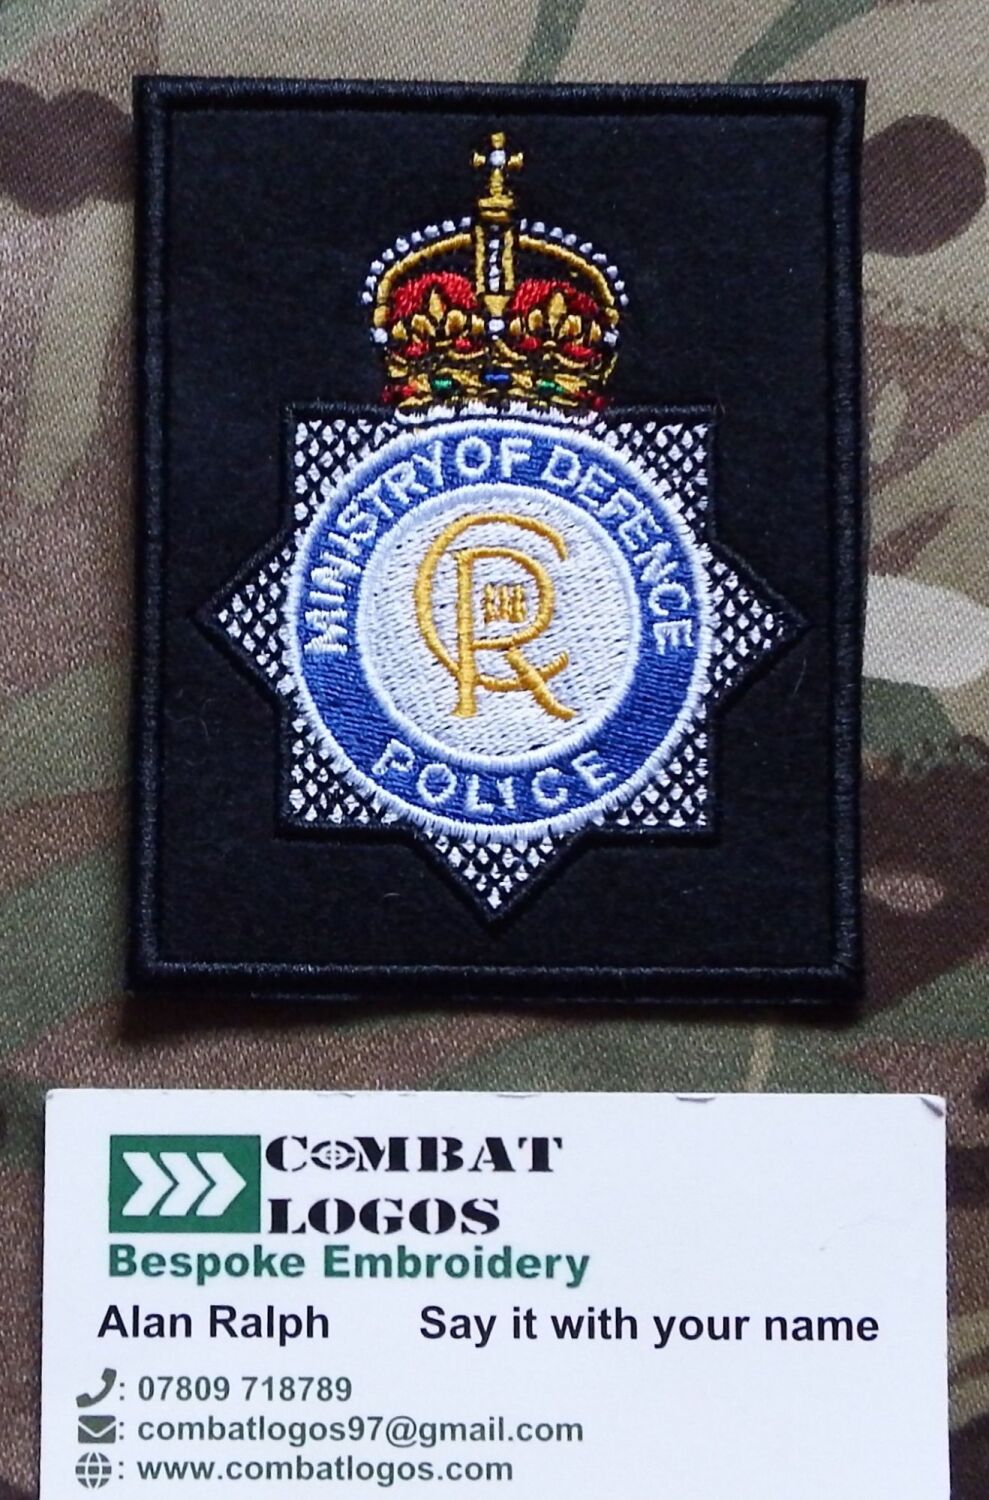 MINISTRY OF DEFENCE
CR III
POLICE
COMBAT
LOGOS
Bespoke Embroidery
Alan Ralph Say it with your name
: 07809 718789
: combatlogos97@gmail.com
: www.combatlogos.com